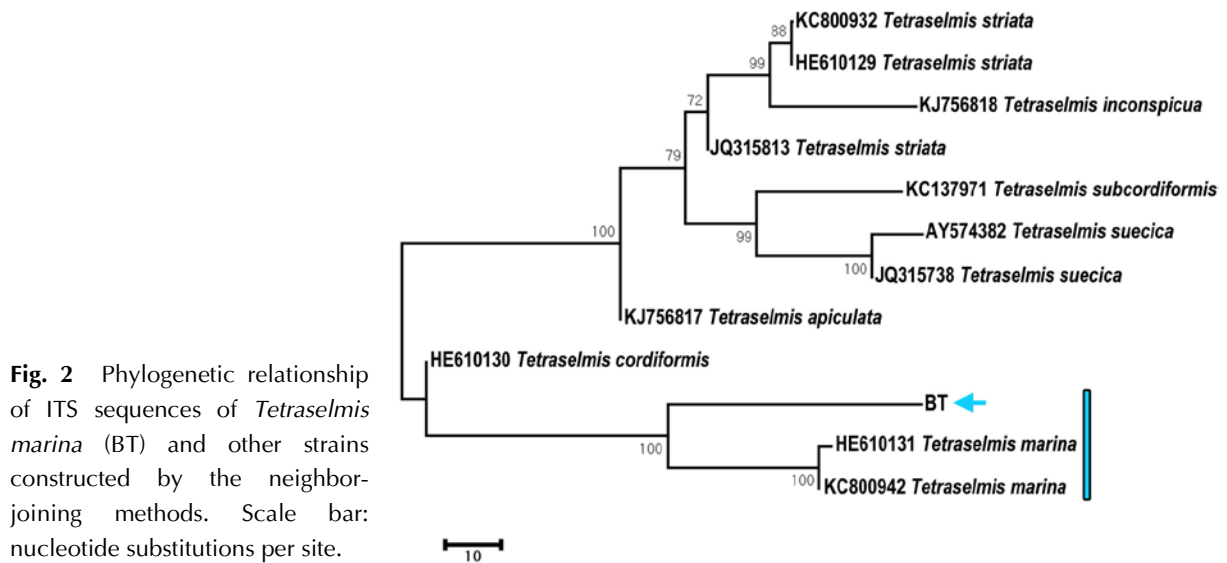 88
KC800932 Tetraselmis striata
99
HE610129 Tetraselmis striata
KJ756818 Tetraselmis inconspicua
72
JQ315813 Tetraselmis striata
79
KC137971 Tetraselmis subcordiformis
99
AY574382 Tetraselmis suecica
100
JQ315738 Tetraselmis suecica
100
KJ756817 Tetraselmis apiculata
HE610130 Tetraselmis cordiformis
BT
100
HE610131 Tetraselmis marina
100
KC800942 Tetraselmis marina
10
Fig. 2 Phylogenetic relationship
of ITS sequences of Tetraselmis
marina (BT) and other strains
constructed by the neighbor-
joining methods. Scale bar:
nucleotide substitutions per site.